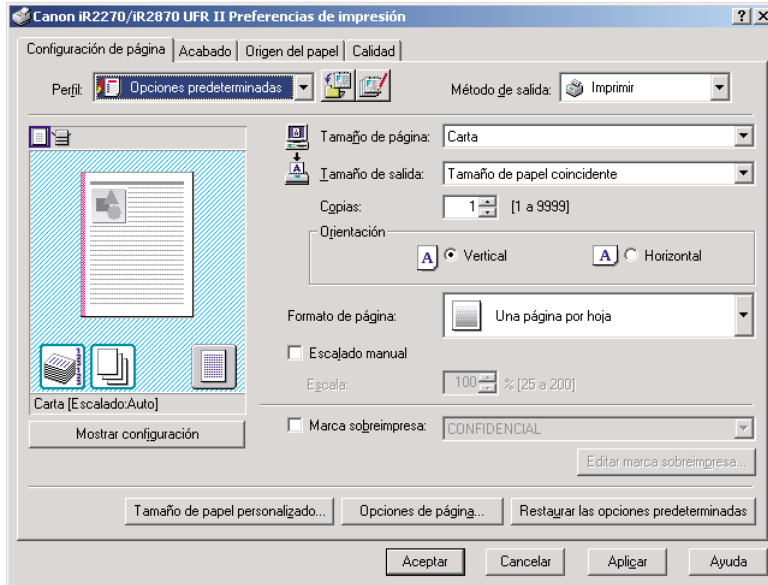 Canon iR2270/iR2870 UFR II Preferencias de impresión
Configuración de página Acabado Origen del papel Calidad
Perfil: Opciones predeterminadas Método de salida: Imprimir
Tamaño de página: Carta
Tamaño de salida: Tamaño de papel coincidente
Copias: 1 [1 a 9999]
Orientación
A Vertical A Horizontal
Formato de página: Una página por hoja
Escalado manual
Escala: 100 % [25 a 200]
Carta [Escalado:Auto]
Mostrar configuración
Marca sobreimpresa: CONFIDENCIAL
Editar marca sobreimpresa...
Tamaño de papel personalizado... Opciones de página... Restaurar las opciones predeterminadas
Aceptar Cancelar Aplicar Ayuda